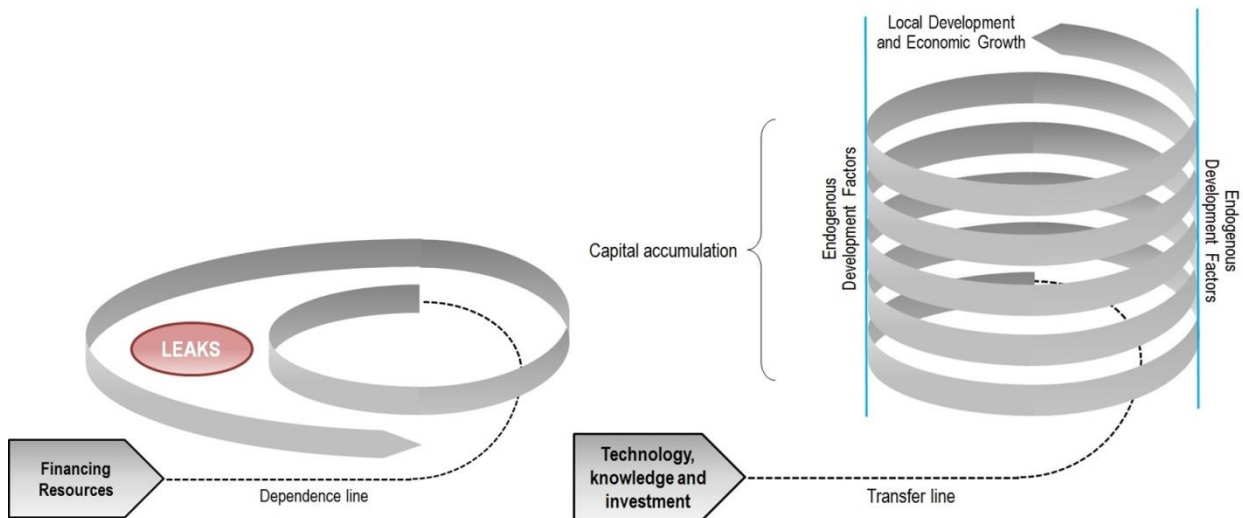 LEAKS
Financing
Resources
Dependence line
Local Development
and Economic Growth
Capital accumulation
Endogenous
Development Factors
Endogenous
Development Factors
Technology,
knowledge and
investment
Transfer line